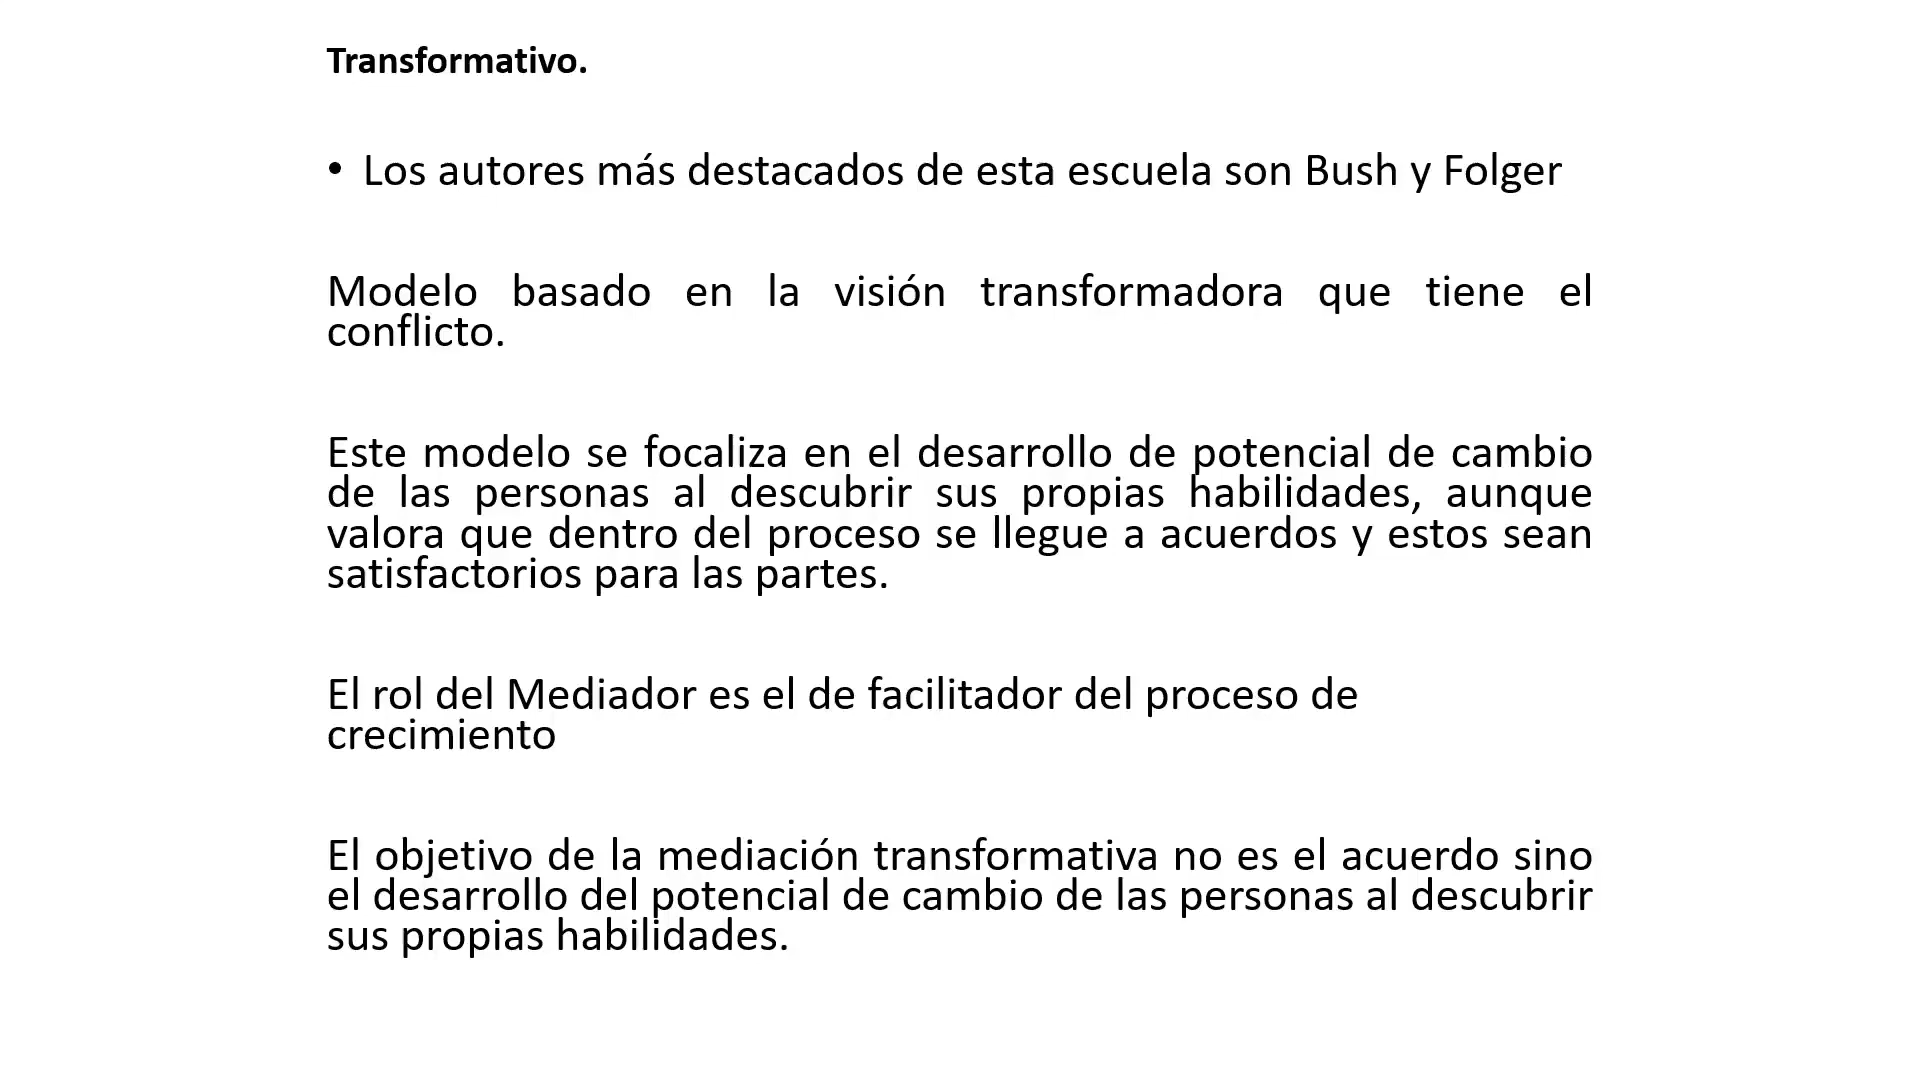 Transformativo.
• Los autores más destacados de esta escuela son Bush y Folger
Modelo basado en la visión transformadora que tiene el
conflicto.
Este modelo se focaliza en el desarrollo de potencial de cambio
de las personas al descubrir sus propias habilidades, aunque
valora que dentro del proceso se llegue a acuerdos y estos sean
satisfactorios para las partes.
El rol del Mediador es el de facilitador del proceso de
crecimiento
El objetivo de la mediación transformativa no es el acuerdo sino
el desarrollo del potencial de cambio de las personas al descubrir
sus propias habilidades.